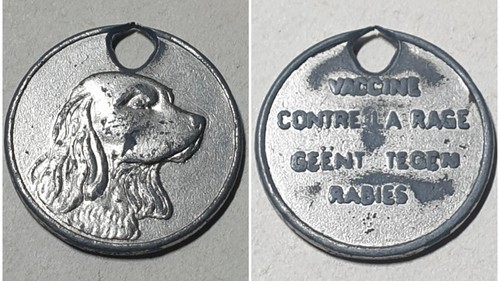 VACCINE
CONTRE LA RAGE
GEËNT TEGEN
RABIES